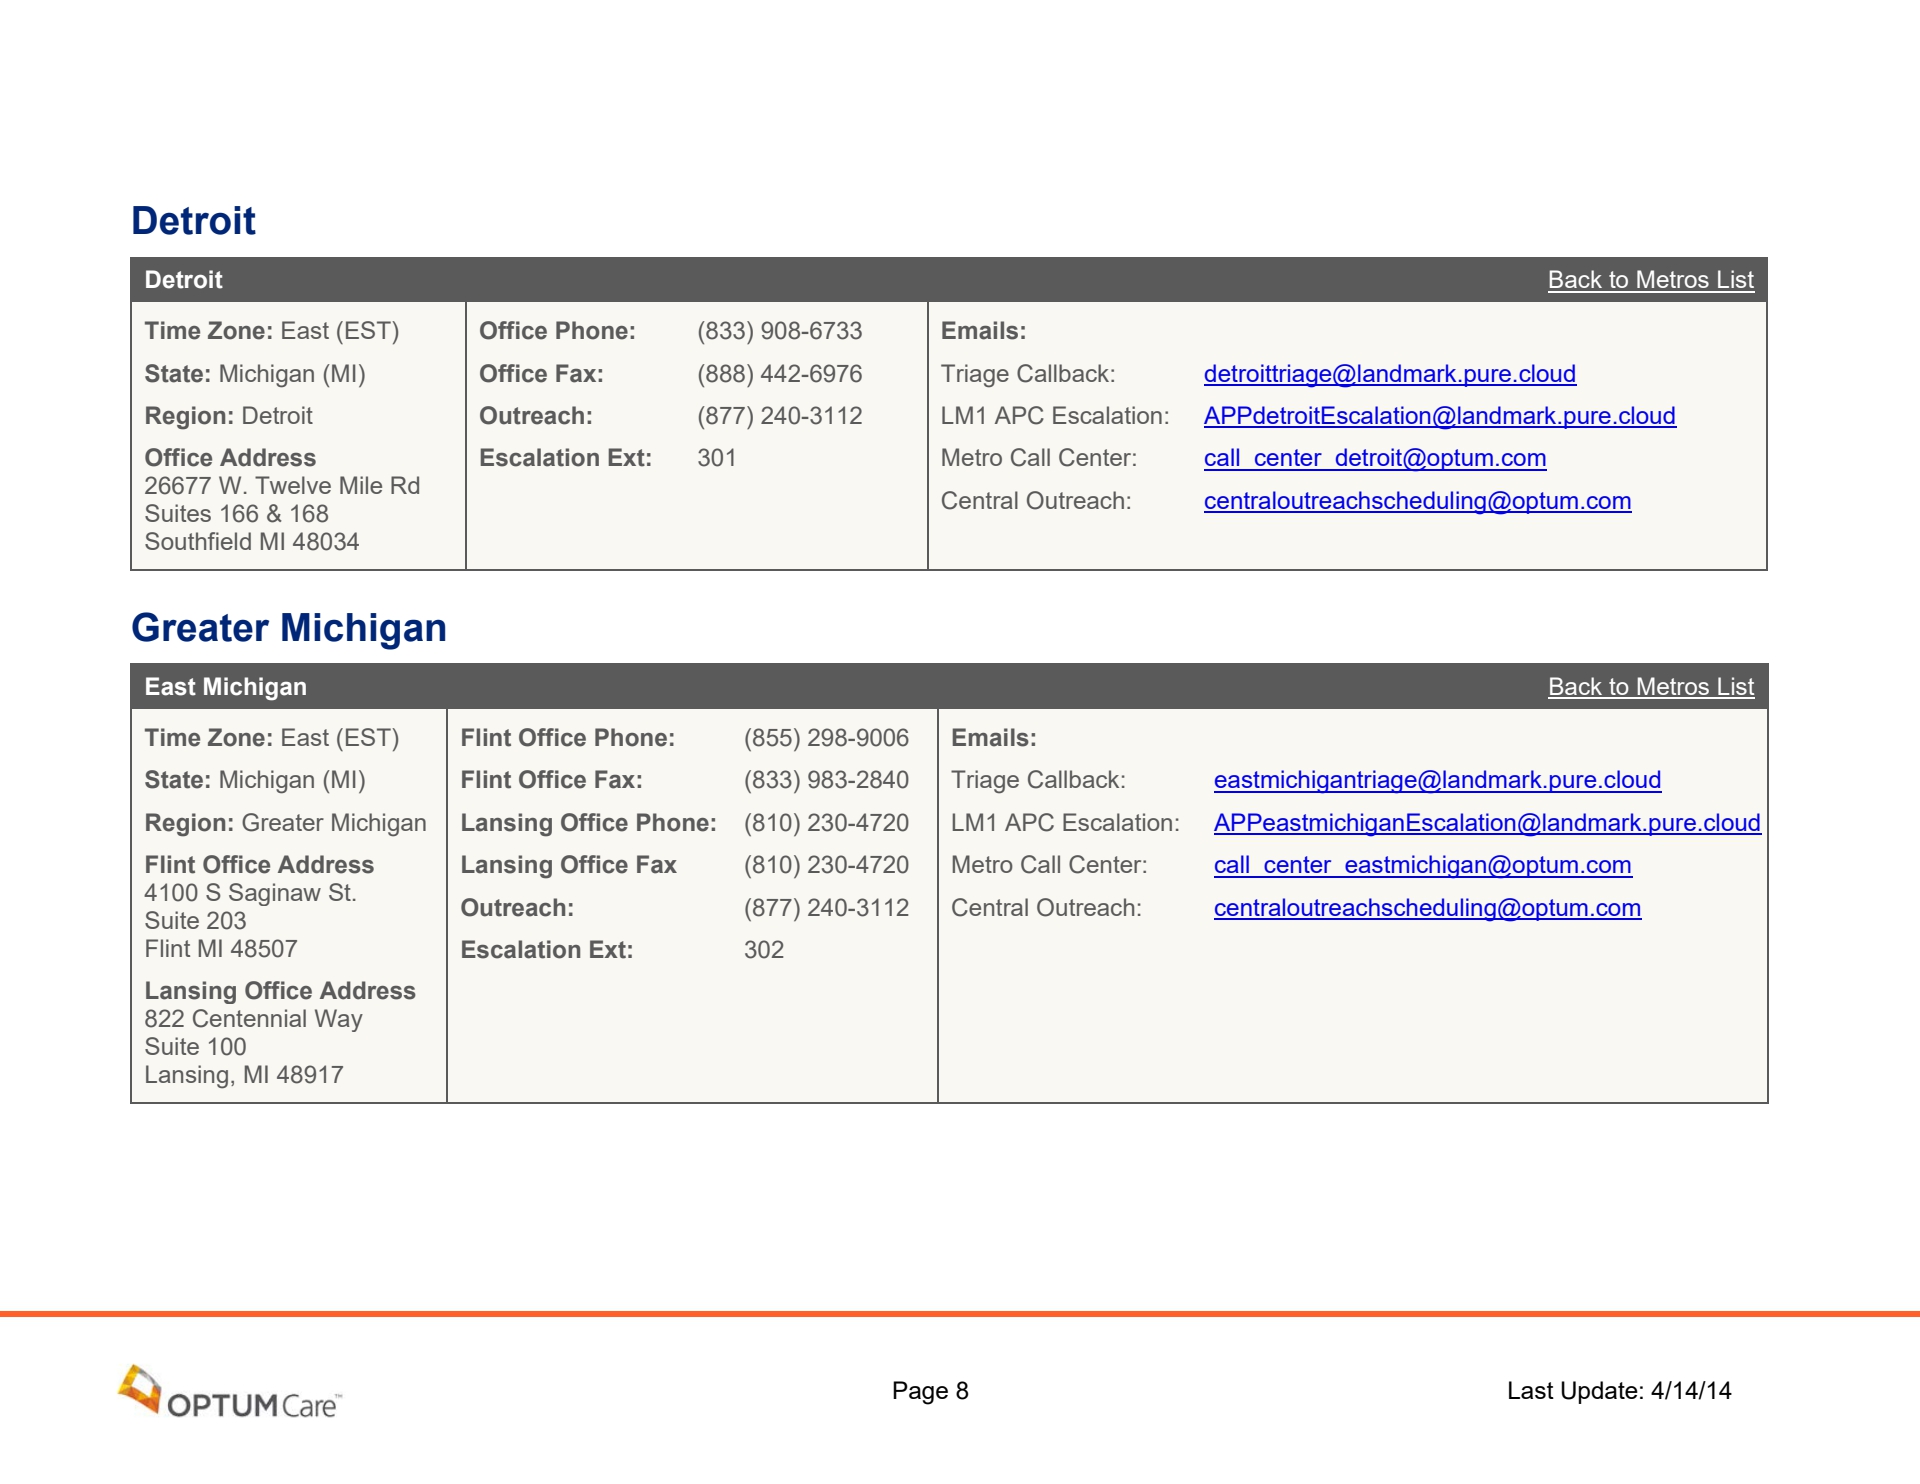 Detroit
Detroit Back to Metros List
Time Zone: East (EST)
State: Michigan (MI)
Region: Detroit
Office Address
26677 W. Twelve Mile Rd
Suites 166 & 168
Southfield MI 48034
Office Phone: (833) 908-6733
Office Fax: (888) 442-6976
Outreach: (877) 240-3112
Escalation Ext: 301
Emails:
Triage Callback: detroittriage@landmark.pure.cloud
LM1 APC Escalation: APPdetroitEscalation@landmark.pure.cloud
Metro Call Center: call_center_detroit@optum.com
Central Outreach: centraloutreachscheduling@optum.com
Greater Michigan
East Michigan Back to Metros List
Time Zone: East (EST)
State: Michigan (MI)
Region: Greater Michigan
Flint Office Address
4100 S Saginaw St.
Suite 203
Flint MI 48507
Lansing Office Address
822 Centennial Way
Suite 100
Lansing, MI 48917
Flint Office Phone: (855) 298-9006
Flint Office Fax: (833) 983-2840
Lansing Office Phone: (810) 230-4720
Lansing Office Fax (810) 230-4720
Outreach: (877) 240-3112
Escalation Ext: 302
Emails:
Triage Callback: eastmichigantriage@landmark.pure.cloud
LM1 APC Escalation: APPeastmichiganEscalation@landmark.pure.cloud
Metro Call Center: call_center_eastmichigan@optum.com
Central Outreach: centraloutreachscheduling@optum.com
OPTUM Care™ Page 8 Last Update: 4/14/14